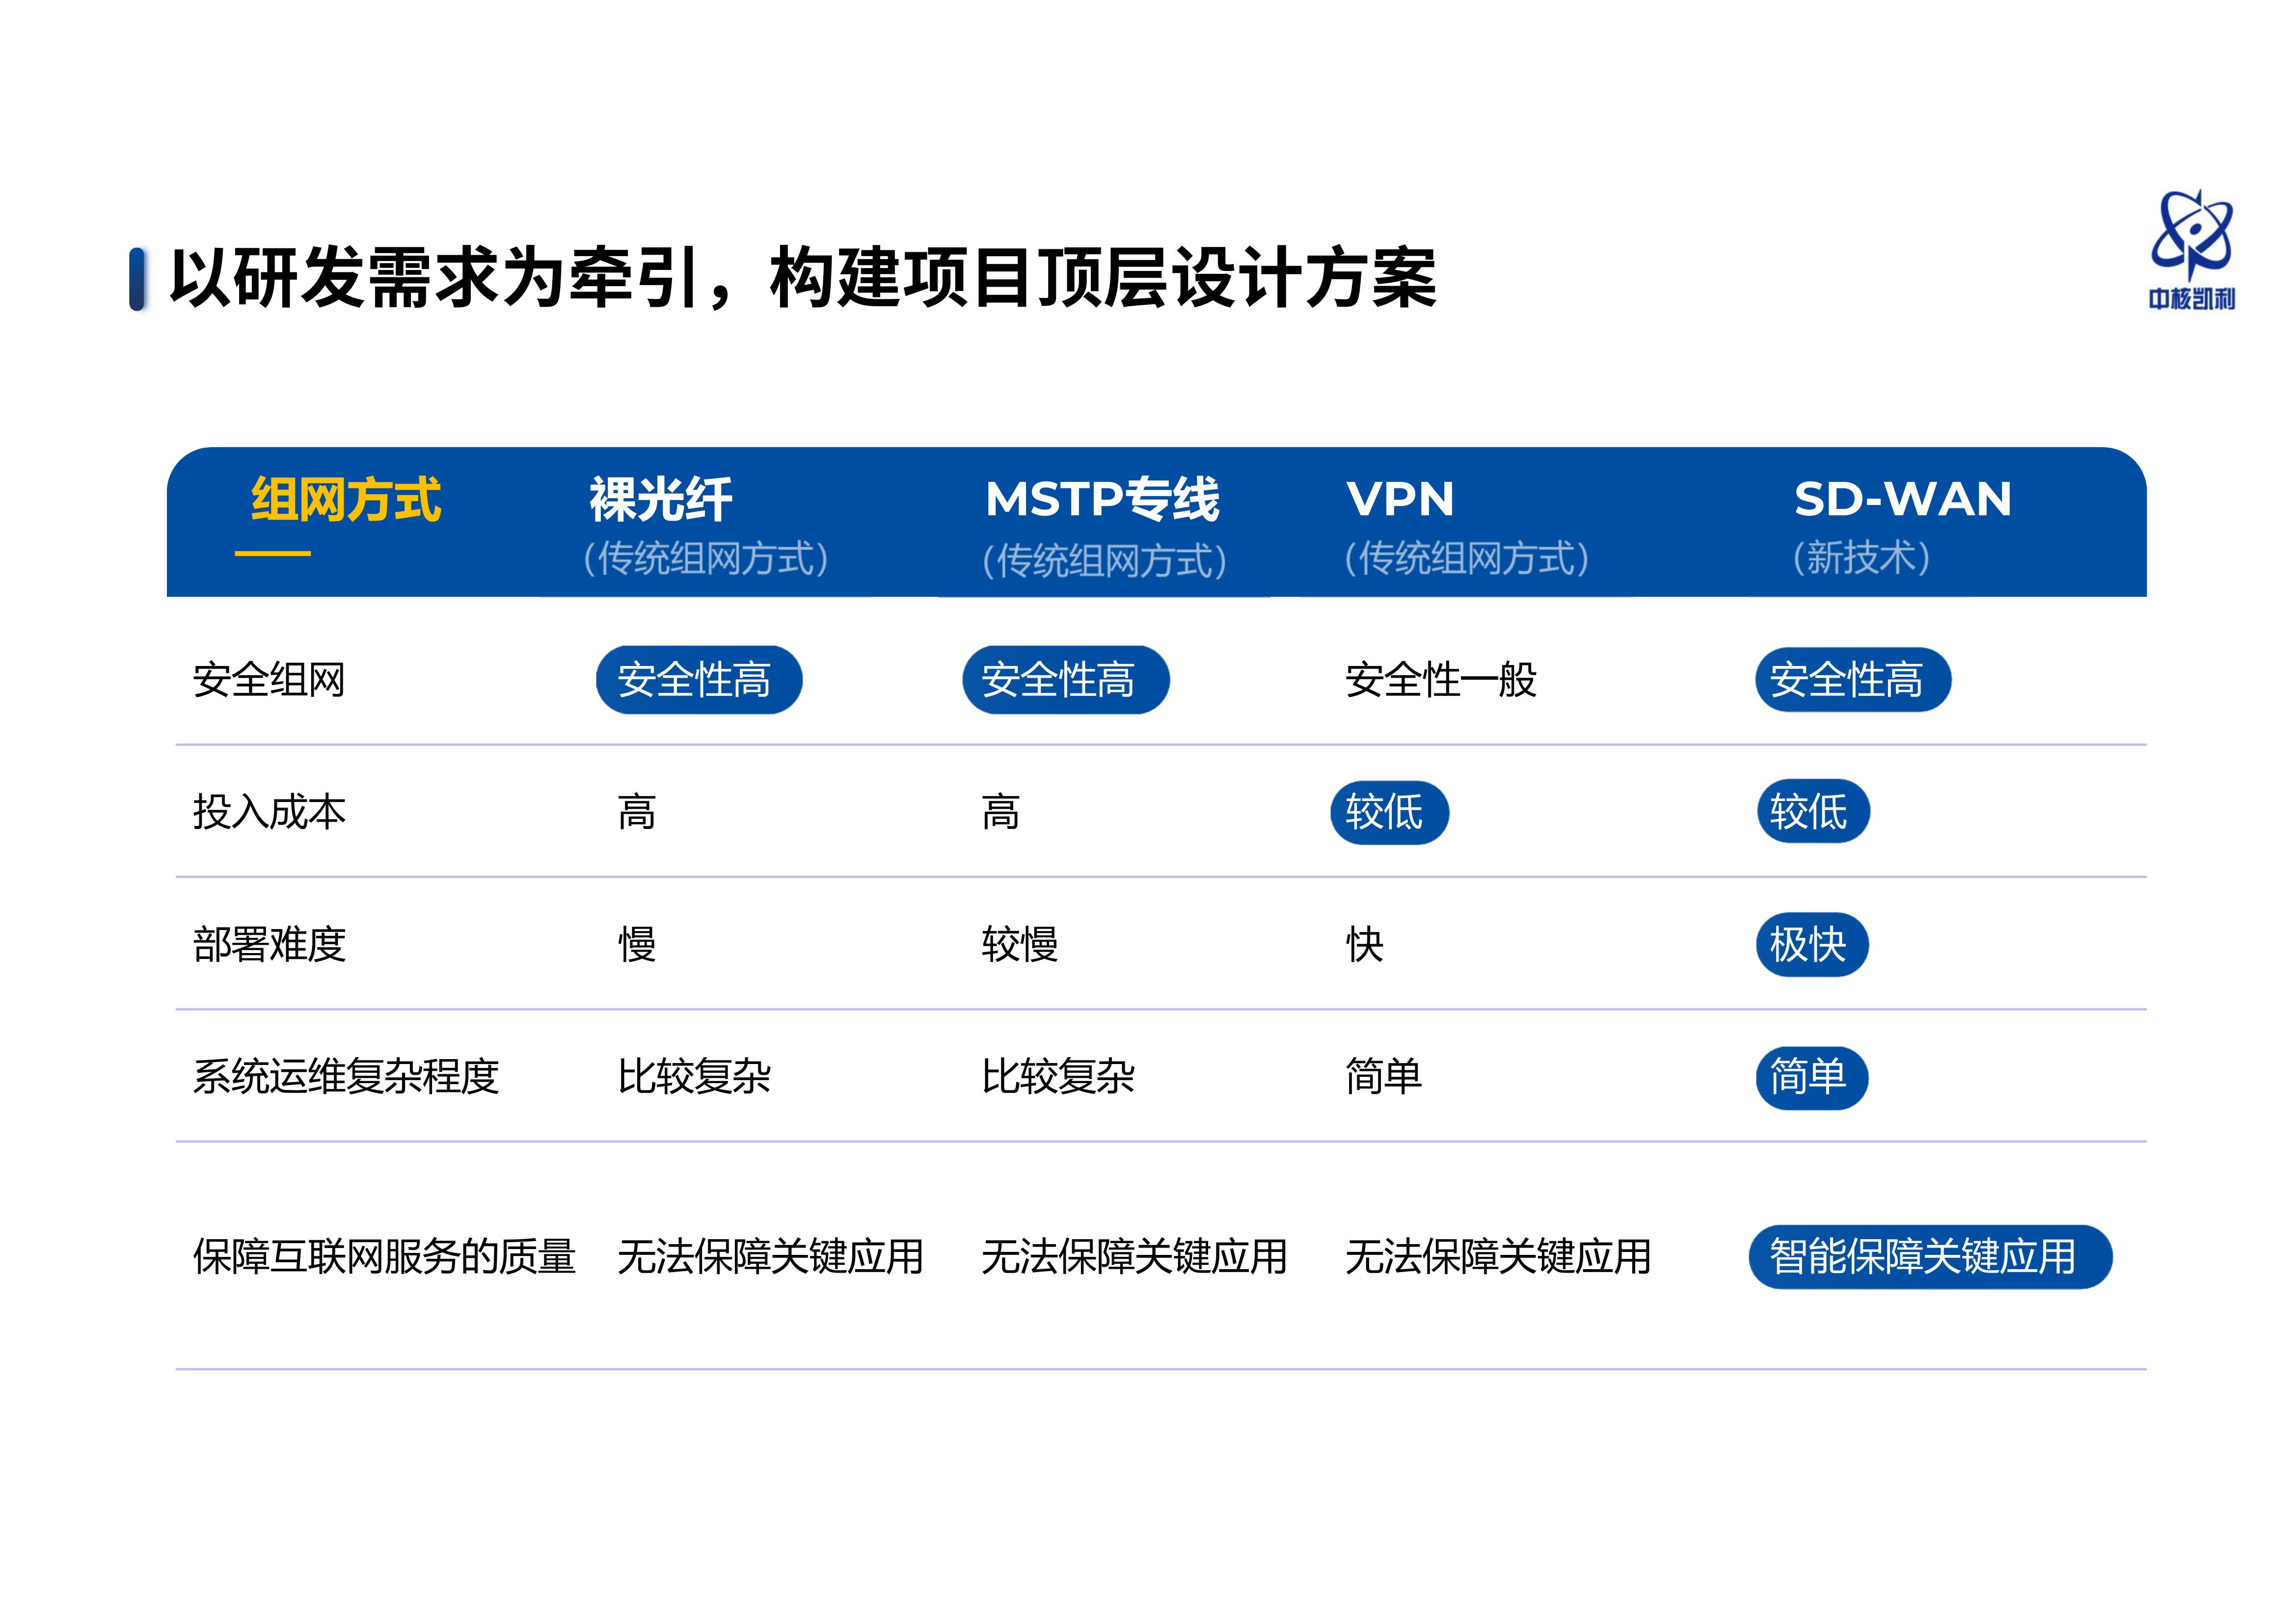 以研发需求为牵引，构建项目顶层设计方案
中核凯利
组网方式 裸光纤 MSTP专线 VPN SD-WAN
（传统组网方式） （传统组网方式） （传统组网方式） （新技术）
安全组网 安全性高 安全性高 安全性一般 安全性高
投入成本 高 高 较低 较低
部署难度 慢 较慢 快 极快
系统运维复杂程度 比较复杂 比较复杂 简单 简单
保障互联网服务的质量 无法保障关键应用 无法保障关键应用 无法保障关键应用 智能保障关键应用